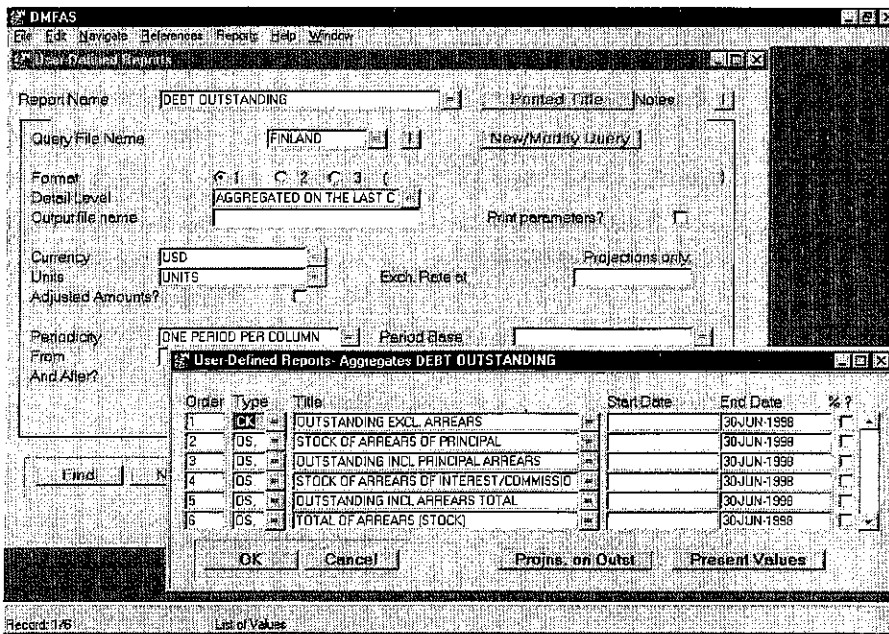 DMFAS
File Edit Navigate References Reports Help Window
User-Defined Reports
Report Name DEBT OUTSTANDING Printed Title Notes
Query File Name FINLAND New/Modify Query
Format 1 2 3 ( )
Detail Level AGGREGATED ON THE LAST C
Output file name Print parameters?
Currency USD Projections only:
Units UNITS Exch. Rate at
Adjusted Amounts?
Periodicity ONE PERIOD PER COLUMN Period Base
From
And After?
User-Defined Reports- Aggregates DEBT OUTSTANDING
Order Type Title Start Date End Date % ?
1 CK OUTSTANDING EXCL. ARREARS 30-JUN-1998
2 OS. STOCK OF ARREARS OF PRINCIPAL 30-JUN-1998
3 OS. OUTSTANDING INCL PRINCIPAL ARREARS 30-JUN-1998
4 OS. STOCK OF ARREARS OF INTEREST/COMMISSIO 30-JUN-1998
5 OS. OUTSTANDING INCL ARREARS TOTAL 30-JUN-1998
6 OS. TOTAL OF ARREARS (STOCK) 30-JUN-1998
Find N
OK Cancel Projns. on Outst Present Values
Record: 1/6 List of Values